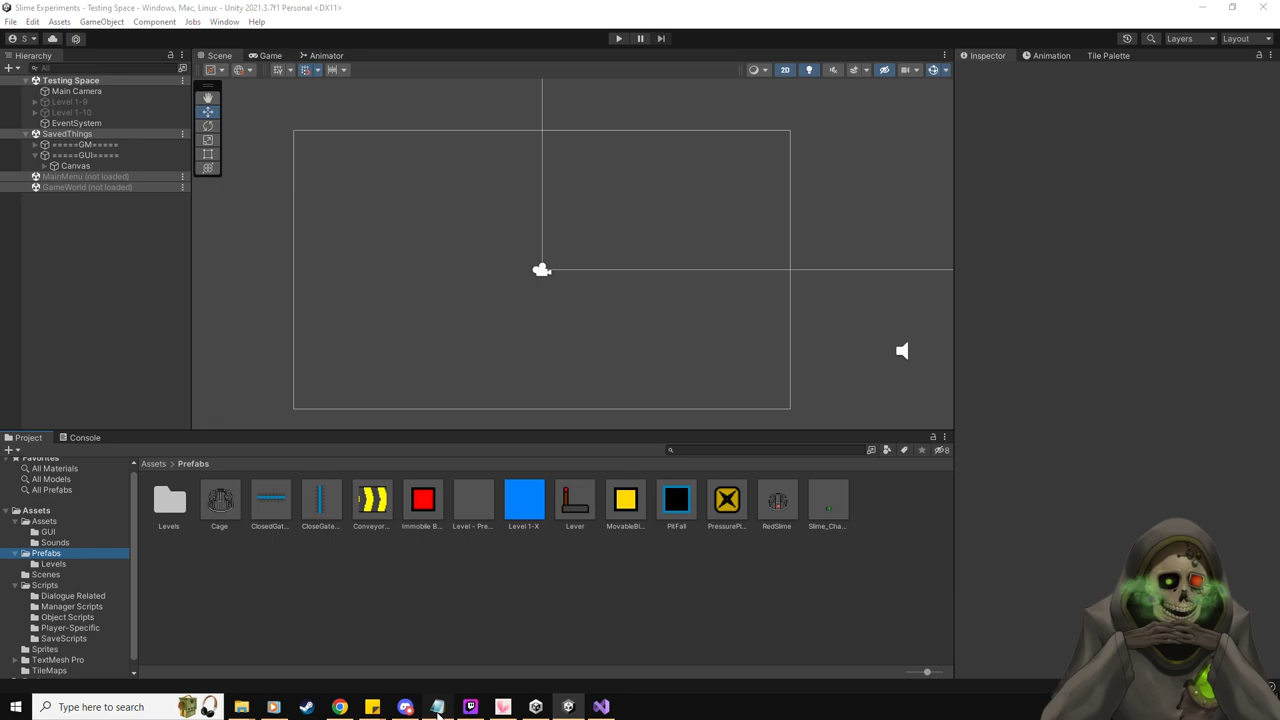 Slime Experiments - Testing Space - Windows, Mac, Linux - Unity 2021.3.7f1 Personal <DX11>
File Edit Assets GameObject Component Jobs Window Help
S Layers Layout
Hierarchy Scene Game Animator Inspector Animation Tile Palette
All 2D
Testing Space
Main Camera
Level 1-9
Level 1-10
EventSystem
SavedThings
=====GM=====
=====GUI=====
Canvas
MainMenu (not loaded)
GameWorld (not loaded)
Project Console
8
Favorites
All Materials
All Models
All Prefabs
Assets
Assets
GUI
Sounds
Prefabs
Levels
Scenes
Scripts
Dialogue Related
Manager Scripts
Object Scripts
Player-Specific
SaveScripts
Sprites
TextMesh Pro
TileMaps
Assets > Prefabs
Levels Cage ClosedGat... CloseGate... Conveyor... Immobile B... Level - Pre... Level 1-X Lever MovableBl... PitFall PressurePl... RedSlime Slime_Cha...
Type here to search